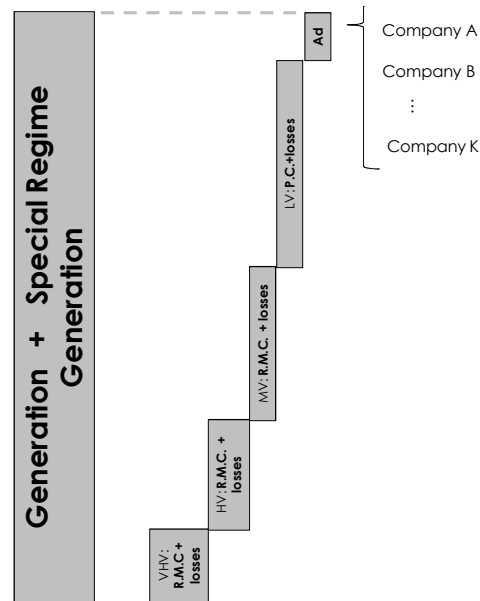 Generation + Special Regime
Generation
VHV:
R.M.C +
losses
HV: R.M.C. +
losses
MV: R.M.C. + losses
LV: P.C.+losses
Ad
Company A
Company B
⋮
Company K